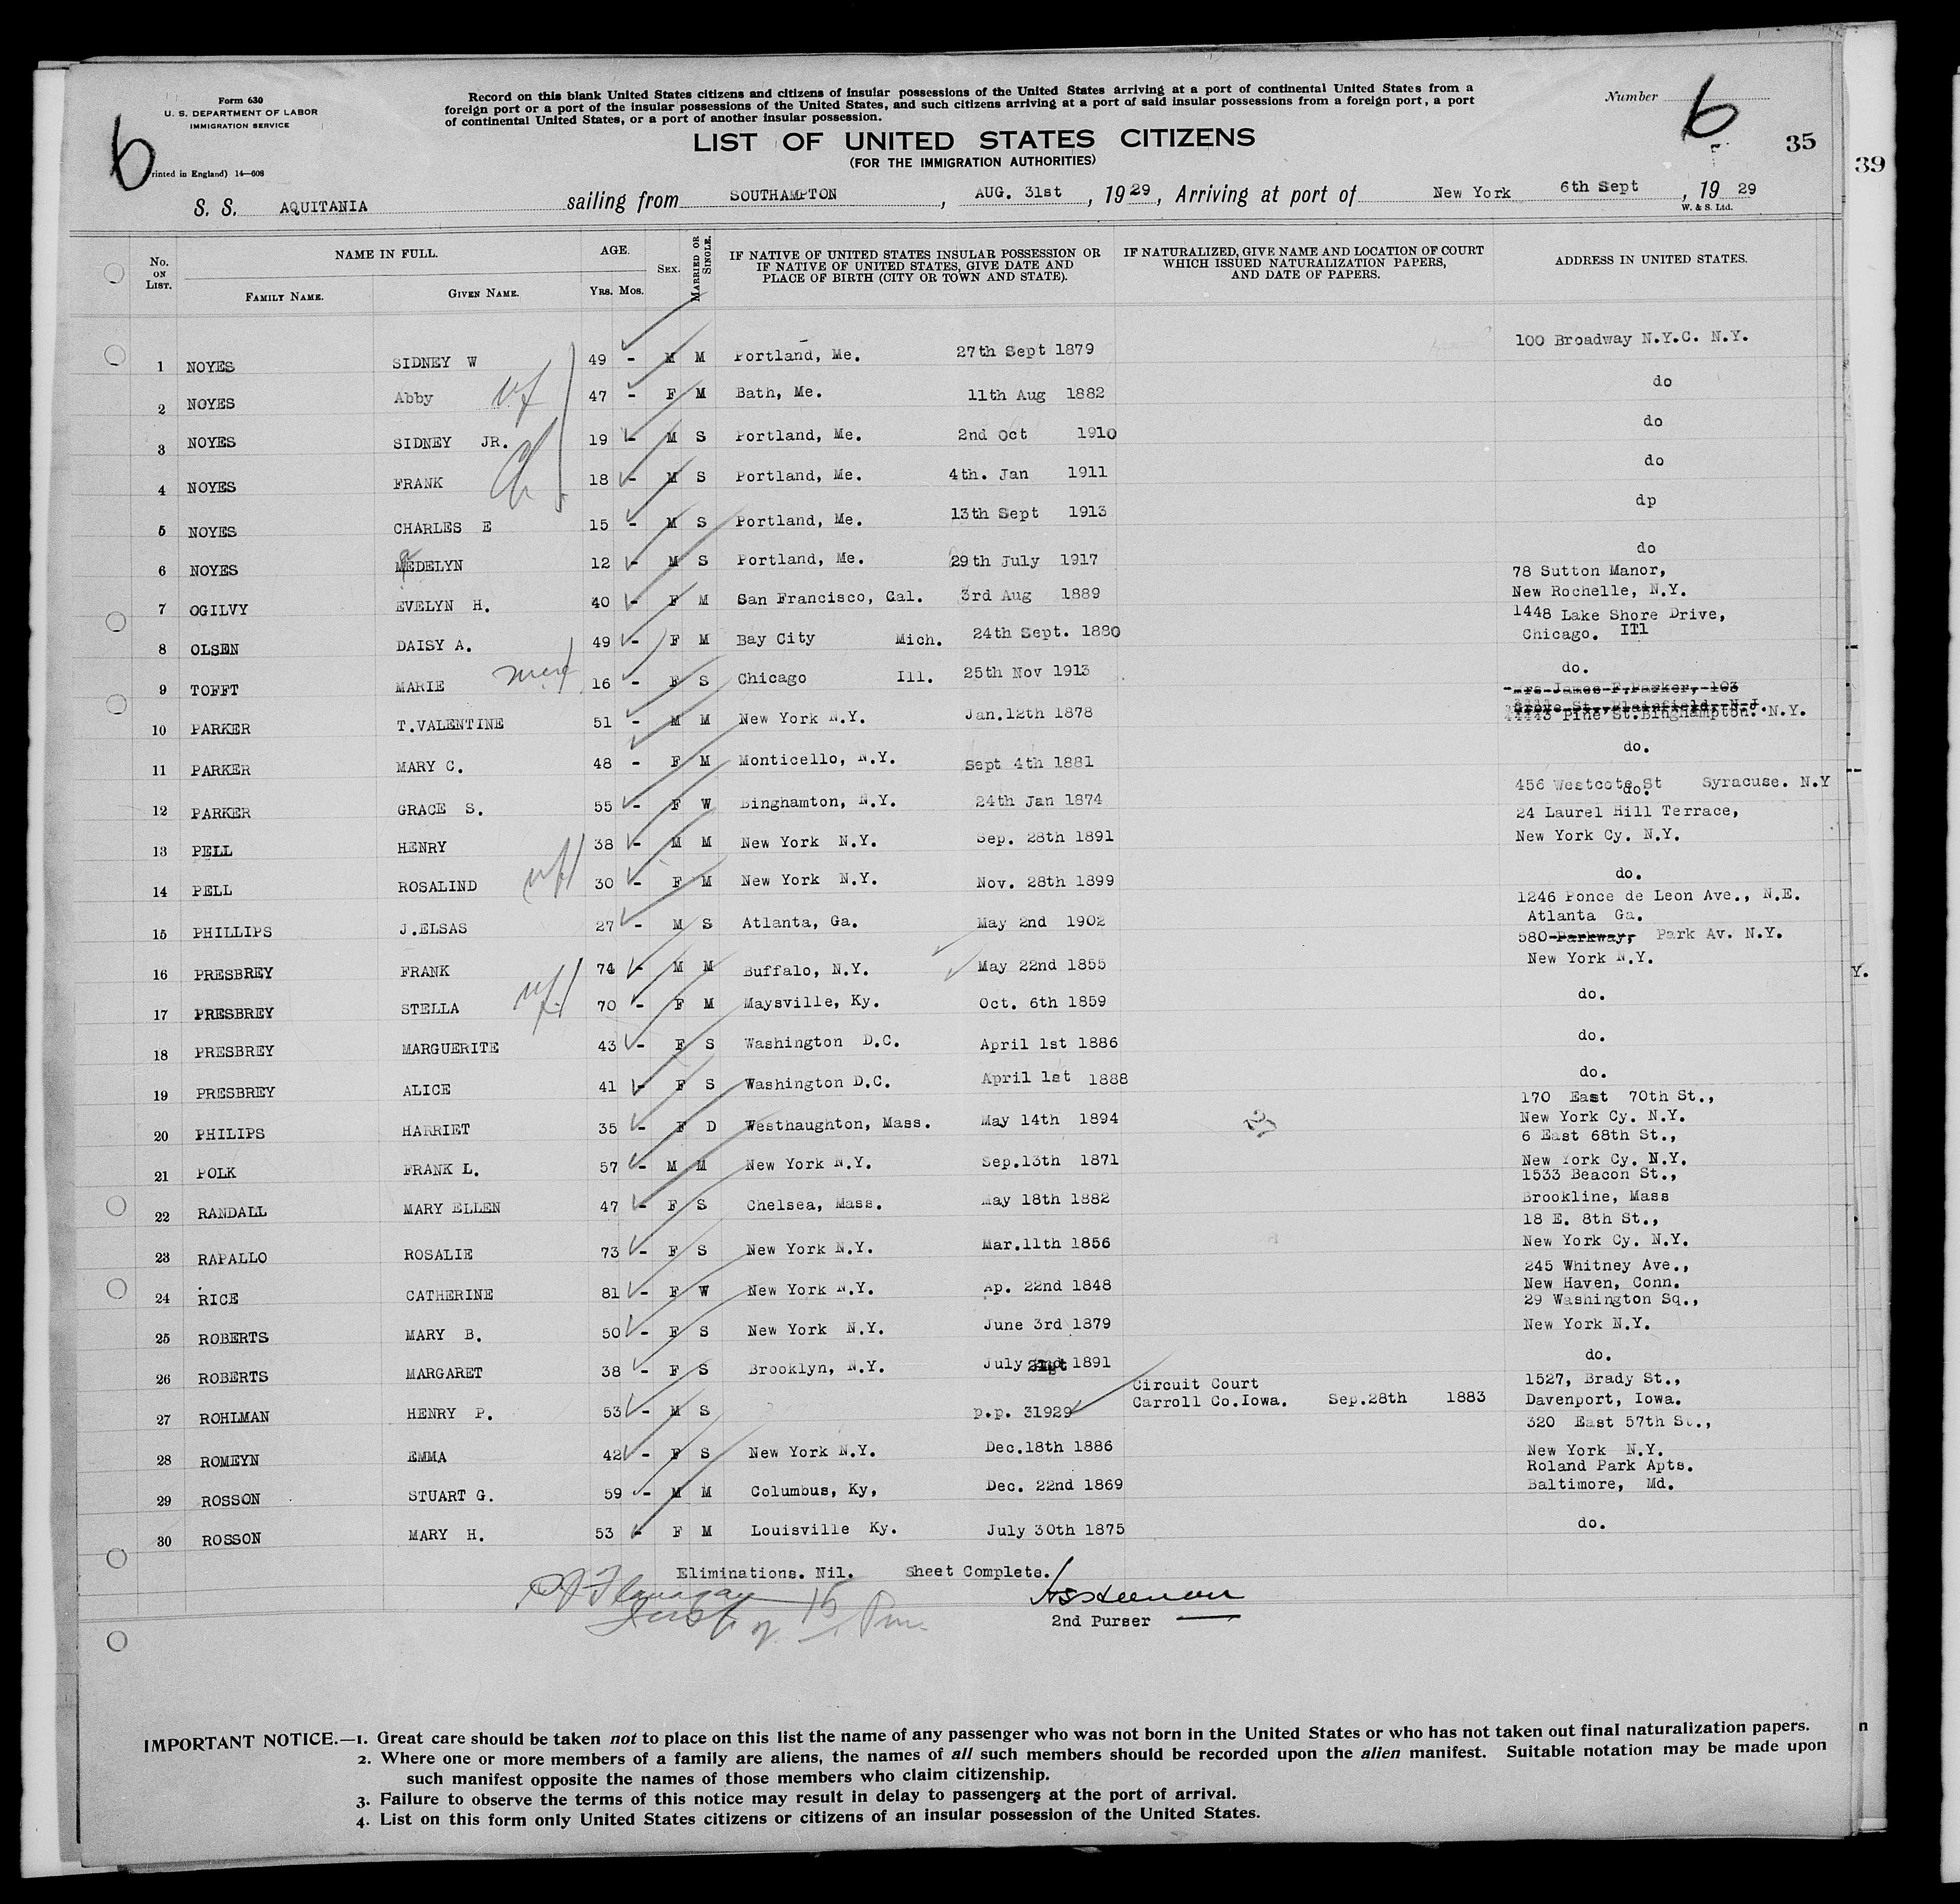 Form 630
U. S. DEPARTMENT OF LABOR
IMMIGRATION SERVICE
Record on this blank United States citizens and citizens of insular possessions of the United States arriving at a port of continental United States from a
foreign port or a port of the insular possessions of the United States, and such citizens arriving at a port of said insular possessions from a foreign port, a port
of continental United States, or a port of another insular possession.
Number 6
6
35
39
LIST OF UNITED STATES CITIZENS
(FOR THE IMMIGRATION AUTHORITIES)
rinted in England) 14—608
S. S. AQUITANIA sailing from SOUTHAMPTON, AUG. 31st, 1929, Arriving at port of New York 6th Sept, 1929
W. & S. Ltd.
No. ON LIST. NAME IN FULL. FAMILY NAME. GIVEN NAME. AGE. YRS. MOS. SEX. MARRIED OR SINGLE. IF NATIVE OF UNITED STATES INSULAR POSSESSION OR IF NATIVE OF UNITED STATES, GIVE DATE AND PLACE OF BIRTH (CITY OR TOWN AND STATE). IF NATURALIZED, GIVE NAME AND LOCATION OF COURT WHICH ISSUED NATURALIZATION PAPERS, AND DATE OF PAPERS. ADDRESS IN UNITED STATES.
1 NOYES SIDNEY W 49 - M M Portland, Me. 27th Sept 1879 100 Broadway N.Y.C. N.Y.
2 NOYES Abby wf 47 - F M Bath, Me. 11th Aug 1882 do
3 NOYES SIDNEY JR. 19 - M S Portland, Me. 2nd Oct 1910 do
4 NOYES FRANK Ch 18 - M S Portland, Me. 4th. Jan 1911 do
5 NOYES CHARLES E 15 - M S Portland, Me. 13th Sept 1913 dp
6 NOYES MADELYN 12 - M S Portland, Me. 29th July 1917 do
7 OGILVY EVELYN H. 40 - F M San Francisco, Cal. 3rd Aug 1889 78 Sutton Manor,
New Rochelle, N.Y.
8 OLSEN DAISY A. 49 - F M Bay City Mich. 24th Sept. 1880 1448 Lake Shore Drive,
Chicago. Ill
9 TOFFT MARIE 16 - F S Chicago Ill. 25th Nov 1913 do.
Mrs James F.Parker, 103
Grove St., Plainfield, N.J.
10 PARKER T.VALENTINE 51 - M M New York N.Y. Jan.12th 1878 Pine St.Binghampton. N.Y.
11 PARKER MARY C. 48 - F M Monticello, N.Y. Sept 4th 1881 do.
12 PARKER GRACE S. 55 - F W Binghamton, N.Y. 24th Jan 1874 456 Westcote St Syracuse. N.Y
do.
13 PELL HENRY 38 - M M New York N.Y. Sep. 28th 1891 24 Laurel Hill Terrace,
New York Cy. N.Y.
14 PELL ROSALIND wf 30 - F M New York N.Y. Nov. 28th 1899 do.
15 PHILLIPS J.ELSAS 27 - M S Atlanta, Ga. May 2nd 1902 1246 Ponce de Leon Ave., N.E.
Atlanta Ga.
16 PRESBREY FRANK 74 - M M Buffalo, N.Y. May 22nd 1855 580 Parkway, Park Av. N.Y.
New York N.Y.
17 PRESBREY STELLA wf 70 - F M Maysville, Ky. Oct. 6th 1859 do.
18 PRESBREY MARGUERITE 43 - F S Washington D.C. April 1st 1886 do.
19 PRESBREY ALICE 41 - F S Washington D.C. April 1st 1888 do.
20 PHILIPS HARRIET 35 - F D Westhaughton, Mass. May 14th 1894 170 East 70th St.,
New York Cy. N.Y.
21 POLK FRANK L. 57 - M M New York N.Y. Sep.13th 1871 6 East 68th St.,
New York Cy. N.Y.
22 RANDALL MARY ELLEN 47 - F S Chelsea, Mass. May 18th 1882 1533 Beacon St.,
Brookline, Mass
23 RAPALLO ROSALIE 73 - F S New York N.Y. Mar.11th 1856 18 E. 8th St.,
New York Cy. N.Y.
24 RICE CATHERINE 81 - F W New York N.Y. Ap. 22nd 1848 245 Whitney Ave.,
New Haven, Conn.
25 ROBERTS MARY B. 50 - F S New York N.Y. June 3rd 1879 29 Washington Sq.,
New York N.Y.
26 ROBERTS MARGARET 38 - F S Brooklyn, N.Y. July 1891 do.
27 ROHLMAN HENRY P. 53 - M S p.p. 31929 Circuit Court
Carroll Co.Iowa. Sep.28th 1883 1527, Brady St.,
Davenport, Iowa.
28 ROMEYN EMMA 42 - F S New York N.Y. Dec.18th 1886 320 East 57th St.,
New York N.Y.
29 ROSSON STUART G. 59 - M M Columbus, Ky, Dec. 22nd 1869 Roland Park Apts.
Baltimore, Md.
30 ROSSON MARY H. 53 - F M Louisville Ky. July 30th 1875 do.
Eliminations. Nil. Sheet Complete.
2nd Purser
IMPORTANT NOTICE.—1. Great care should be taken not to place on this list the name of any passenger who was not born in the United States or who has not taken out final naturalization papers.
2. Where one or more members of a family are aliens, the names of all such members should be recorded upon the alien manifest. Suitable notation may be made upon
such manifest opposite the names of those members who claim citizenship.
3. Failure to observe the terms of this notice may result in delay to passengers at the port of arrival.
4. List on this form only United States citizens or citizens of an insular possession of the United States.